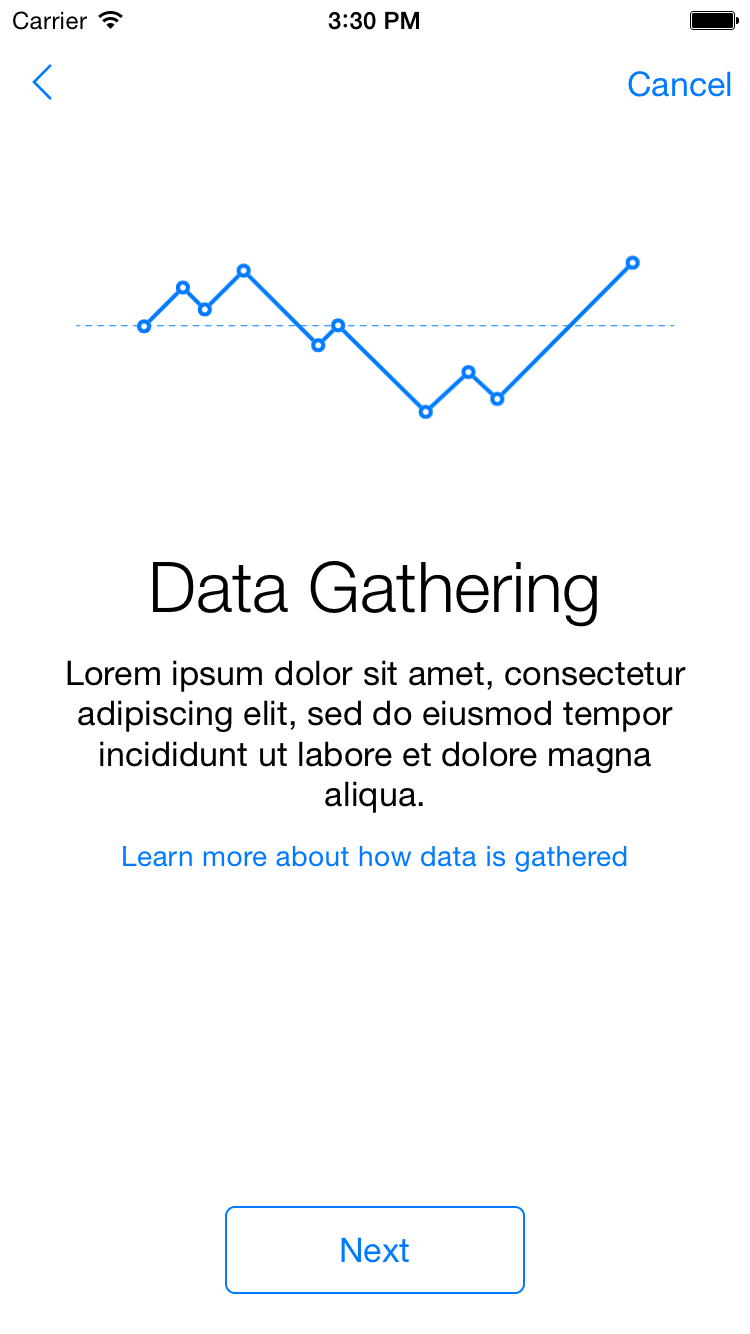 Carrier 3:30 PM
Cancel
Data Gathering
Lorem ipsum dolor sit amet, consectetur
adipiscing elit, sed do eiusmod tempor
incididunt ut labore et dolore magna
aliqua.
Learn more about how data is gathered
Next